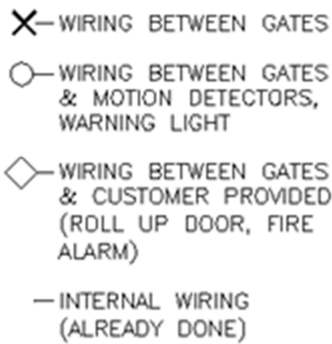 WIRING BETWEEN GATES
WIRING BETWEEN GATES
& MOTION DETECTORS,
WARNING LIGHT
WIRING BETWEEN GATES
& CUSTOMER PROVIDED
(ROLL UP DOOR, FIRE
ALARM)
INTERNAL WIRING
(ALREADY DONE)